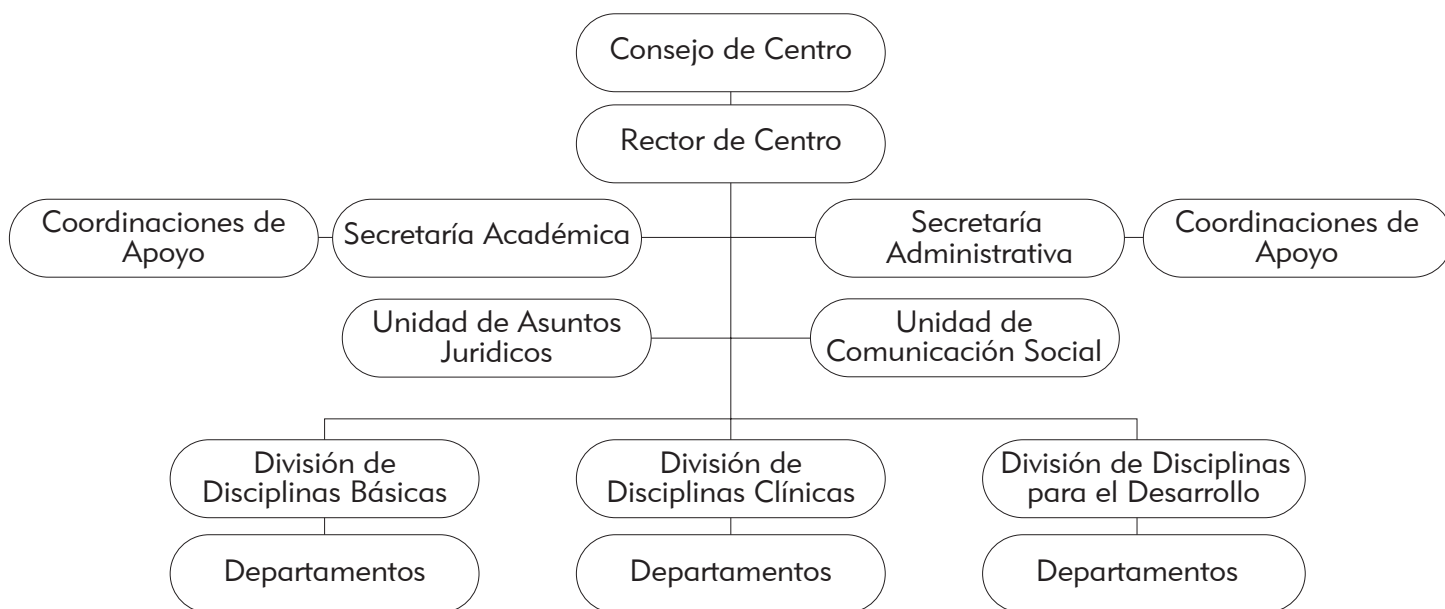 Consejo de Centro
Rector de Centro
Coordinaciones de
Apoyo
Secretaría Académica
Secretaría
Administrativa
Coordinaciones de
Apoyo
Unidad de Asuntos
Juridicos
Unidad de
Comunicación Social
División de
Disciplinas Básicas
División de
Disciplinas Clínicas
División de Disciplinas
para el Desarrollo
Departamentos
Departamentos
Departamentos